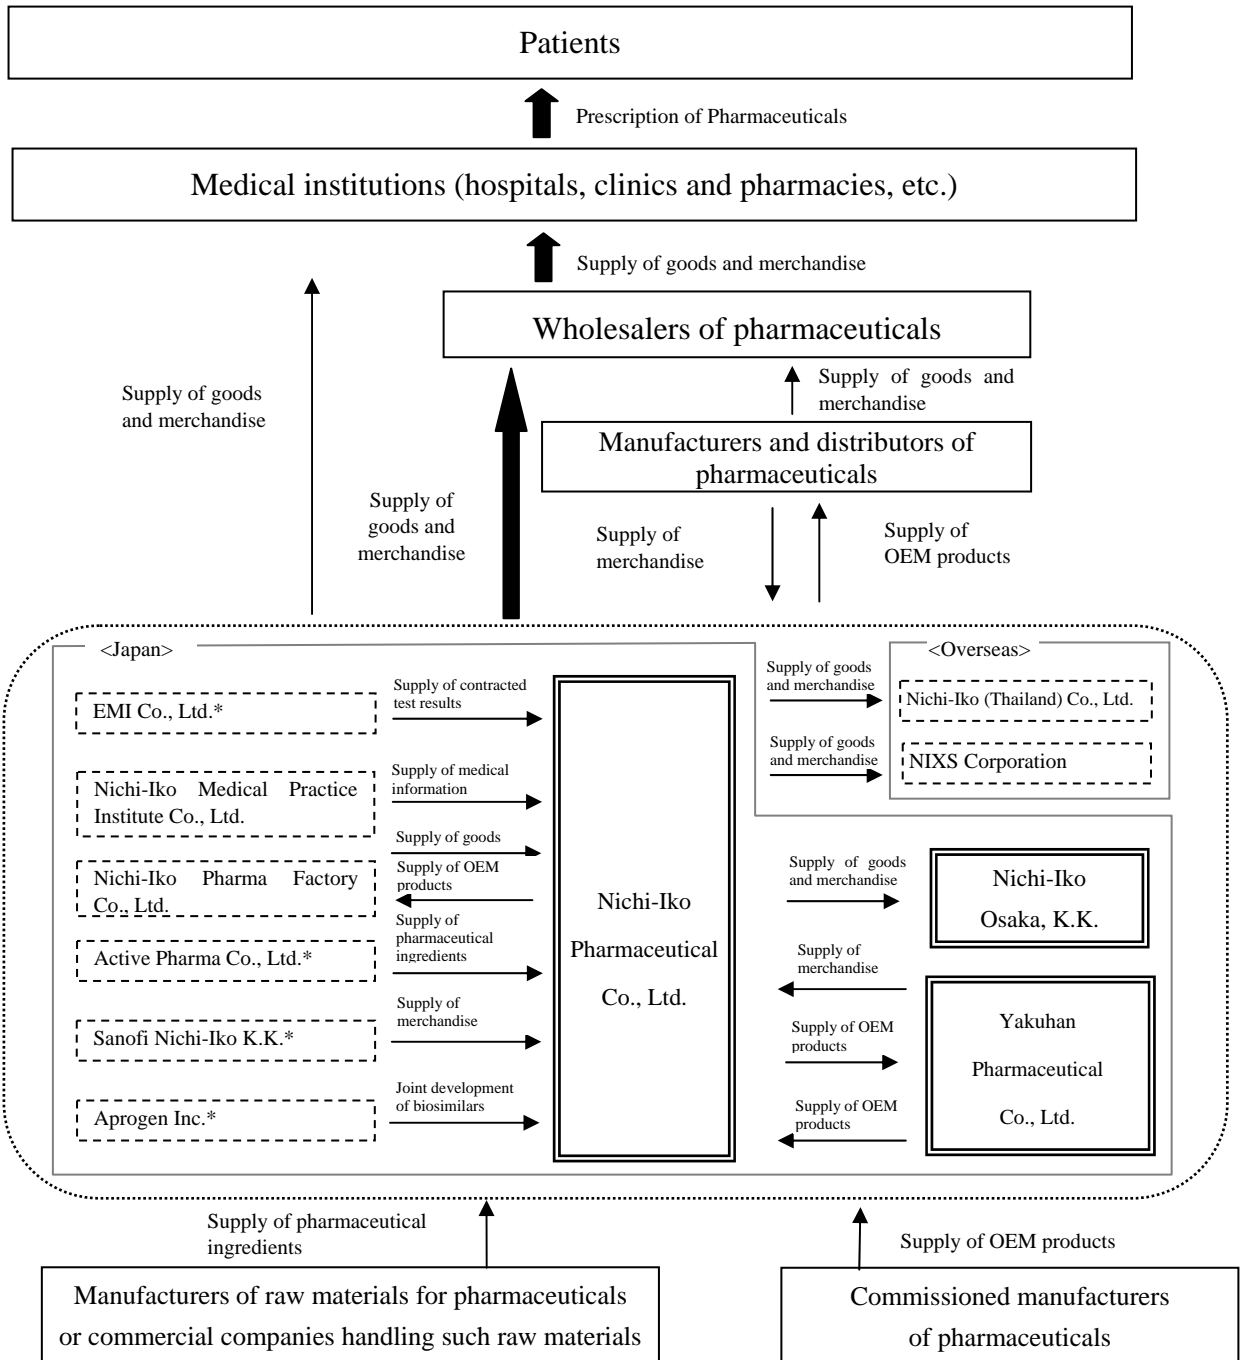 Patients
Prescription of Pharmaceuticals
Medical institutions (hospitals, clinics and pharmacies, etc.)
Supply of goods and merchandise
Wholesalers of pharmaceuticals
Supply of goods
and merchandise
Supply of goods and
merchandise
Manufacturers and distributors of
pharmaceuticals
Supply of
goods and
merchandise
Supply of
merchandise
Supply of
OEM products
<Japan>
<Overseas>
EMI Co., Ltd.*
Supply of contracted
test results
Nichi-Iko Medical Practice
Institute Co., Ltd.
Supply of medical
information
Supply of goods
Nichi-Iko Pharma Factory
Co., Ltd.
Supply of OEM
products
Active Pharma Co., Ltd.*
Supply of
pharmaceutical
ingredients
Sanofi Nichi-Iko K.K.*
Supply of
merchandise
Aprogen Inc.*
Joint development
of biosimilars
Nichi-Iko
Pharmaceutical
Co., Ltd.
Supply of goods
and merchandise
Nichi-Iko (Thailand) Co., Ltd.
Supply of goods
and merchandise
NIXS Corporation
Supply of goods
and merchandise
Nichi-Iko
Osaka, K.K.
Supply of
merchandise
Supply of OEM
products
Supply of OEM
products
Yakuhan
Pharmaceutical
Co., Ltd.
Supply of pharmaceutical
ingredients
Supply of OEM products
Manufacturers of raw materials for pharmaceuticals
or commercial companies handling such raw materials
Commissioned manufacturers
of pharmaceuticals